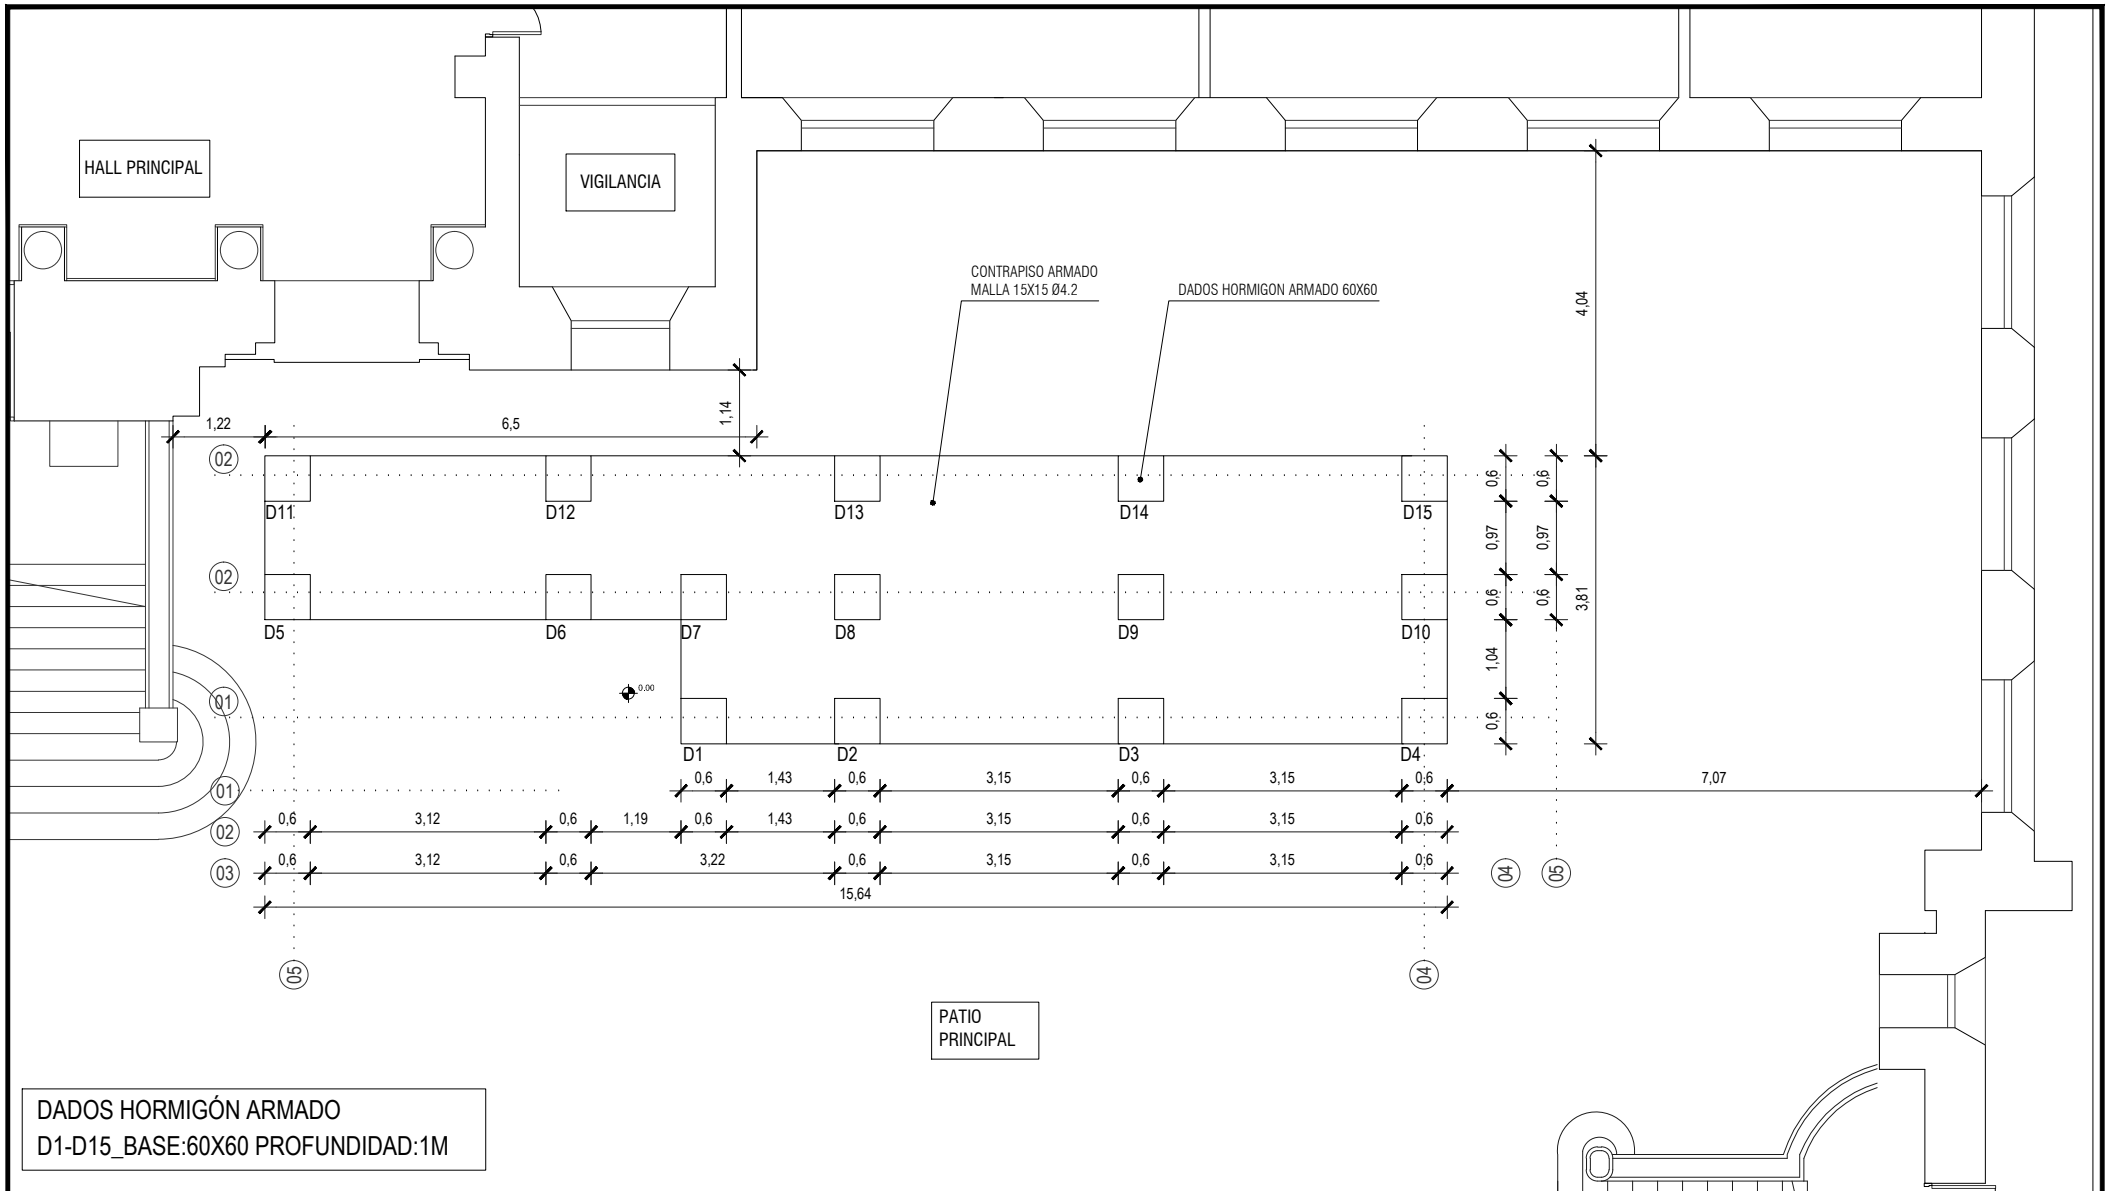 HALL PRINCIPAL
VIGILANCIA
CONTRAPISO ARMADO
MALLA 15X15 Ø4.2
DADOS HORMIGON ARMADO 60X60
4,04
1,22
6,5
1,14
02
D11
D12
D13
D14
D15
0,6
0,6
0,97
0,97
02
0,6
0,6
3,81
D5
D6
D7
D8
D9
D10
1,04
0.00
01
0,6
D1
D2
D3
D4
01
0,6
1,43
0,6
3,15
0,6
3,15
0,6
7,07
02
0,6
3,12
0,6
1,19
0,6
1,43
0,6
3,15
0,6
3,15
0,6
03
0,6
3,12
0,6
3,22
0,6
3,15
0,6
3,15
0,6
04
05
15,64
05
04
PATIO
PRINCIPAL
DADOS HORMIGÓN ARMADO
D1-D15_BASE:60X60 PROFUNDIDAD:1M